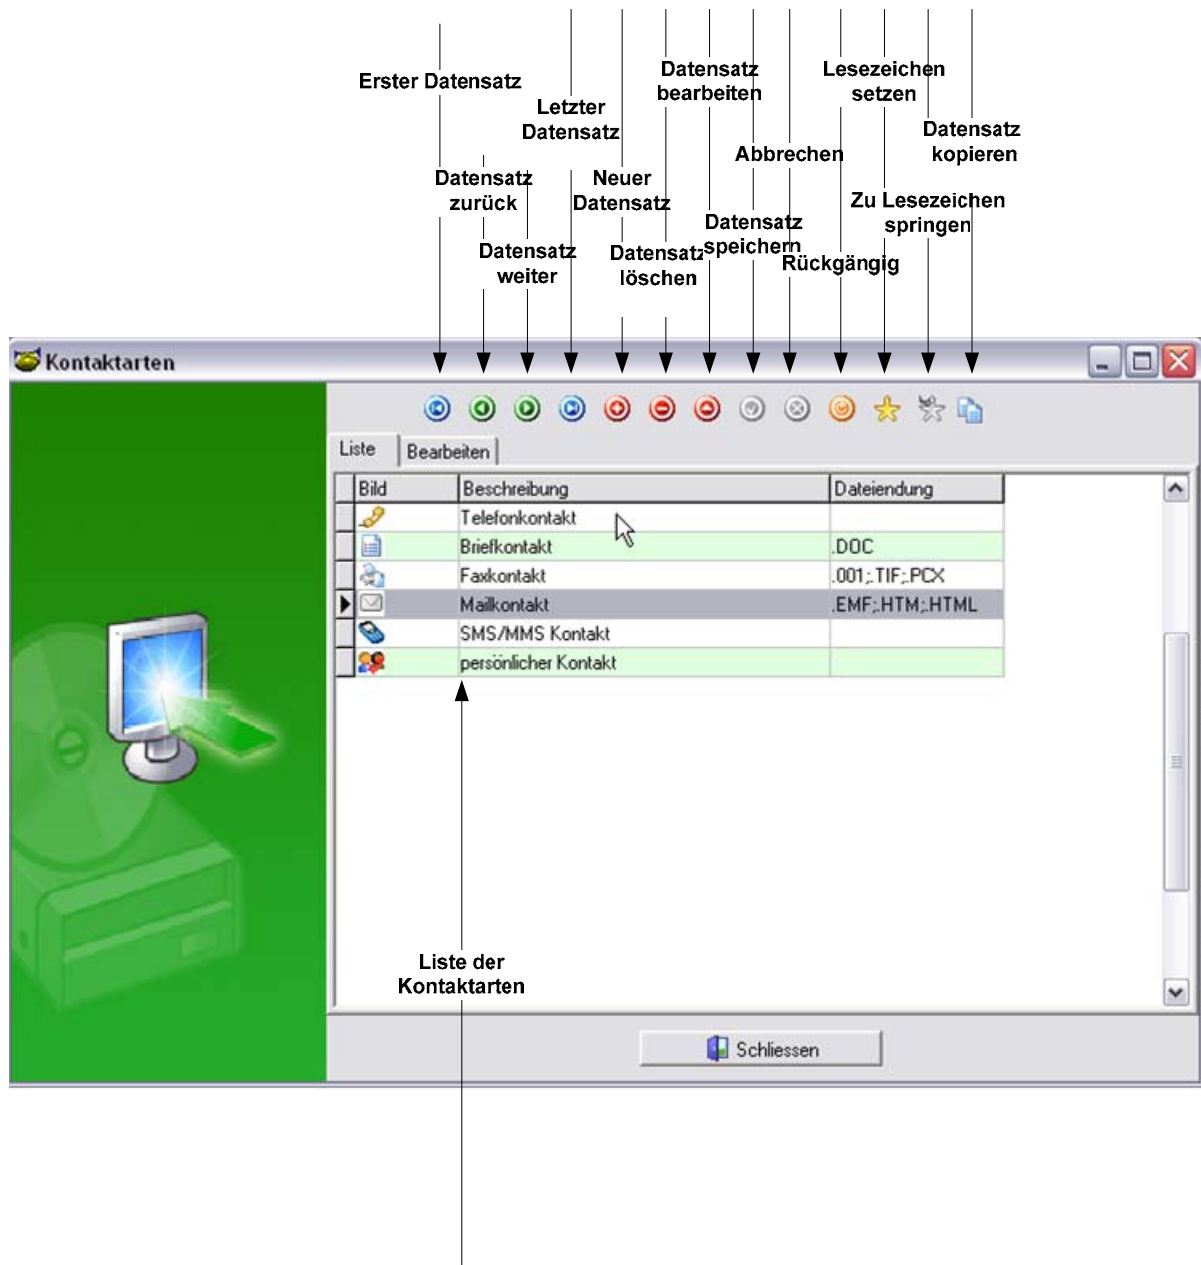 Erster Datensatz
Letzter
Datensatz
Datensatz
bearbeiten
Lesezeichen
setzen
Datensatz
kopieren
Abbrechen
Datensatz
zurück
Neuer
Datensatz
Zu Lesezeichen
springen
Datensatz
speichern
Datensatz
weiter
Datensatz
löschen
Rückgängig
Kontaktarten
Liste Bearbeiten
Bild Beschreibung Dateiendung
Telefonkontakt
Briefkontakt .DOC
Faxkontakt .001;.TIF;.PCX
Mailkontakt .EMF;.HTM;.HTML
SMS/MMS Kontakt
persönlicher Kontakt
Liste der
Kontaktarten
Schliessen